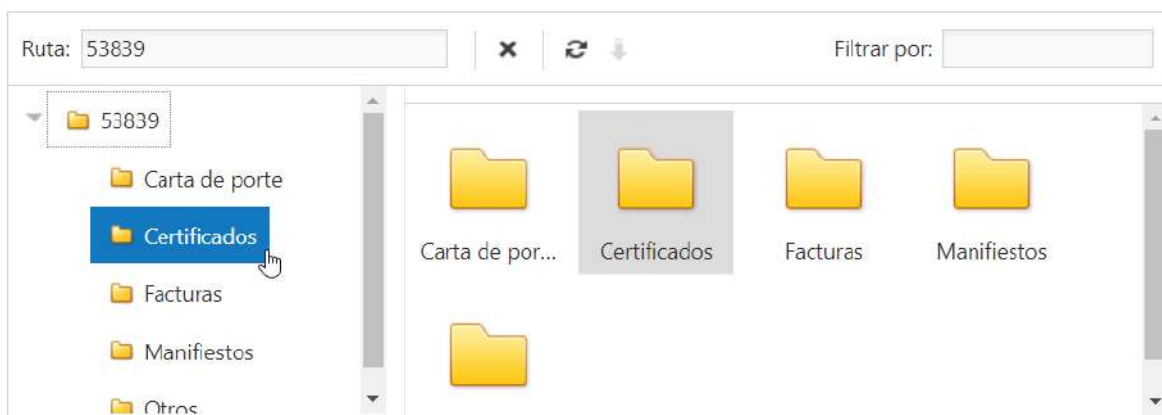 Ruta: 53839
Filtrar por:
53839
Carta de porte
Certificados
Facturas
Manifiestos
Otros
Carta de por...
Certificados
Facturas
Manifiestos